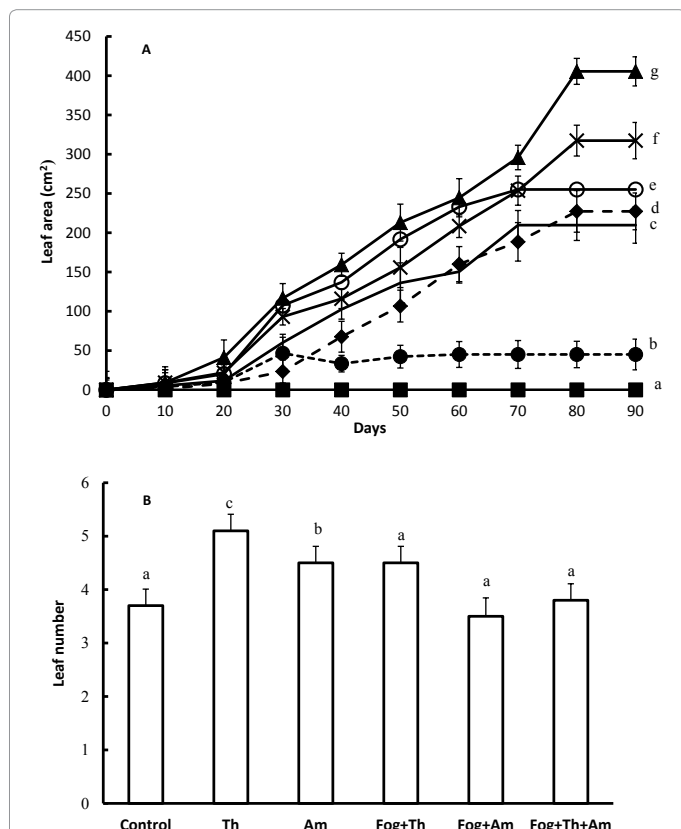 A
450
400
350
300
250
200
150
100
50
0
Leaf area (cm²)
g
f
e
d
c
b
a
0 10 20 30 40 50 60 70 80 90
Days
B
6
5
4
3
2
1
0
Leaf number
a c b a a a
Control Th Am Fog+Th Fog+Am Fog+Th+Am